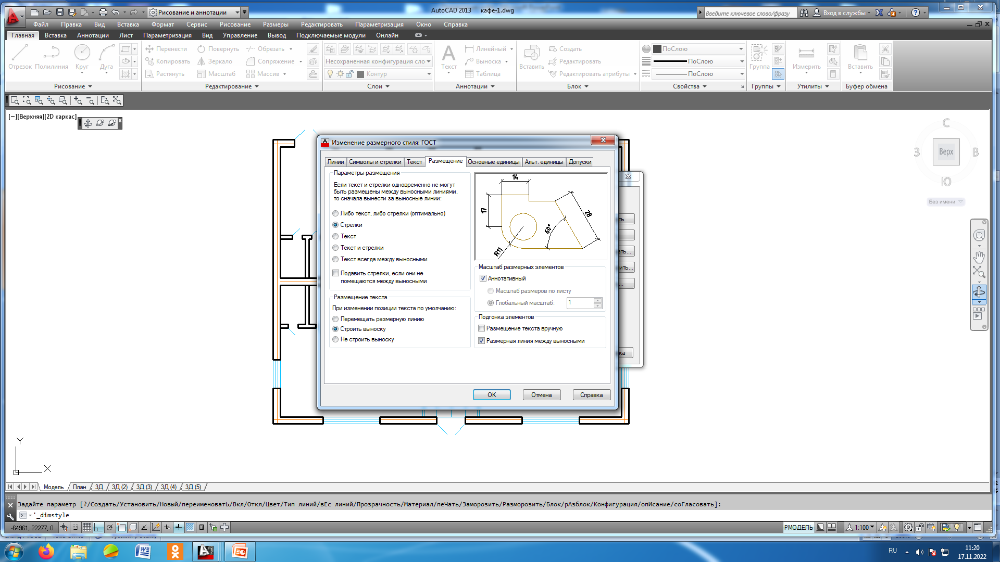 Рисование и аннотации
AutoCAD 2013 кафе-1.dwg
Введите ключевое слово/фразу
Вход в службы
Файл Правка Вид Вставка Формат Сервис Рисование Размеры Редактировать Параметризация Окно Справка
Главная Вставка Аннотации Лист Параметризация Вид Управление Вывод Подключаемые модули Онлайн
Отрезок Полилиния Круг Дуга
Перенести Повернуть Обрезать
Копировать Зеркало Сопряжение
Растянуть Масштаб Массив
Несохраненная конфигурация сло
Контур
Текст
Линейный
Выноска
Таблица
Вставить
Создать
Редактировать
Редактировать атрибуты
ПоСлою
ПоСлою
ПоСлою
Группа
Измерить
Вставить
Рисование Редактирование Слои Аннотации Блок Свойства Группы Утилиты Буфер обмена
[−][Верхняя][2D каркас]
С
З Верх В
Ю
Без имени
Изменение размерного стиля: ГОСТ
Линии Символы и стрелки Текст Размещение Основные единицы Альт. единицы Допуски
Параметры размещения
Если текст и стрелки одновременно не могут
быть размещены между выносными линиями,
то сначала вынести за выносные линии:
Либо текст, либо стрелки (оптимально)
Стрелки
Текст
Текст и стрелки
Текст всегда между выносными
Подавить стрелки, если они не
помещаются между выносными
Размещение текста
При изменении позиции текста по умолчанию:
Перемещать размерную линию
Строить выноску
Не строить выноску
14
17
28
60°
R11
Масштаб размерных элементов
Аннотативный
Масштаб размеров по листу
Глобальный масштаб: 1
Подгонка элементов
Размещение текста вручную
Размерная линия между выносными
OK Отмена Справка
ть
ать...
ить...
...
ка
Y
X
Модель План 3Д 3Д (2) 3Д (3) 3Д (4) 3Д (5)
Задайте параметр [?/Создать/Установить/Новый/переименоватЬ/Вкл/Откл/Цвет/Тип линий/вЕс линий/Прозрачность/Материал/пеЧать/Заморозить/Разморозить/Блок/рАзблок/Конфигурация/опИсание/соГласовать]:
'_dimstyle
-64961, 22277, 0
РМОДЕЛЬ
1:100
RU
11:20
17.11.2022